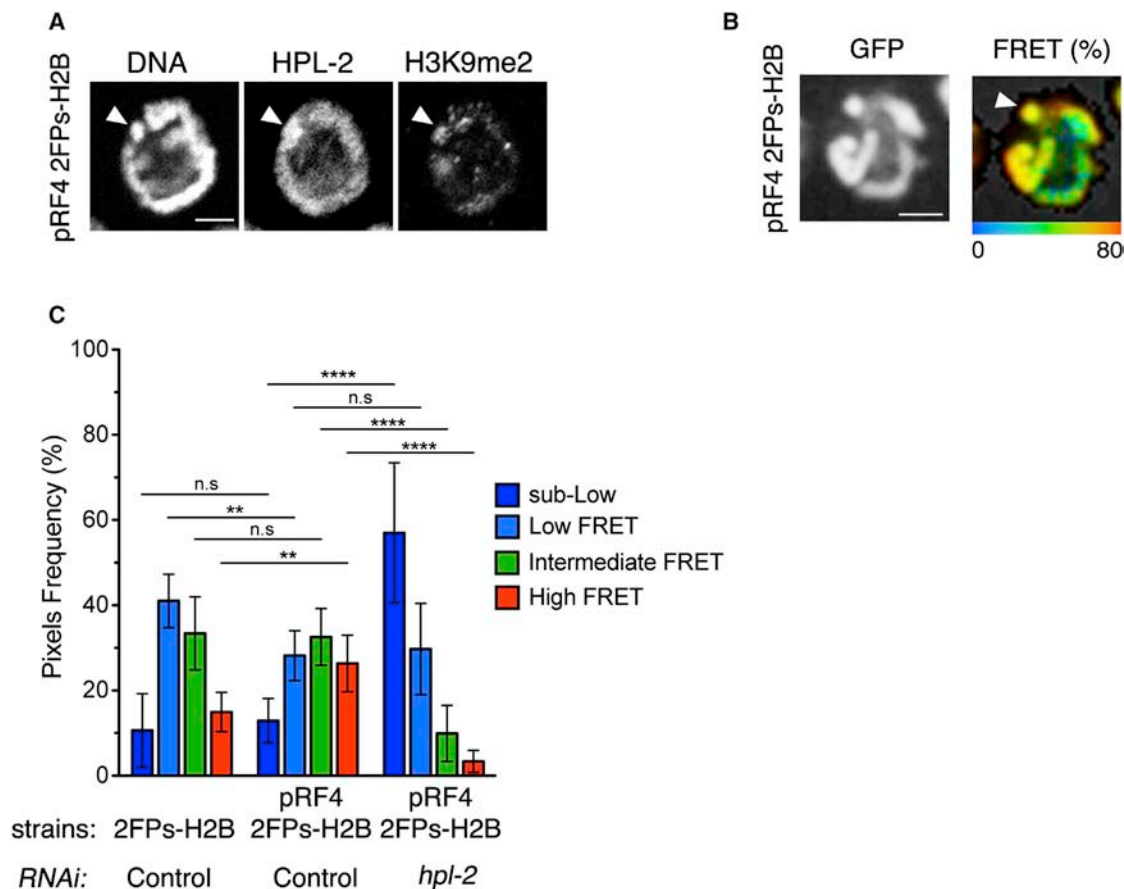 A
DNA HPL-2 H3K9me2
pRF4 2FPs-H2B
B
GFP FRET (%)
pRF4 2FPs-H2B
0 80
C
100
80
60
40
20
0
Pixels Frequency (%)
****
n.s
****
****
n.s
**
n.s
**
sub-Low
Low FRET
Intermediate FRET
High FRET
pRF4 pRF4
strains: 2FPs-H2B 2FPs-H2B 2FPs-H2B
RNAi: Control Control hpl-2